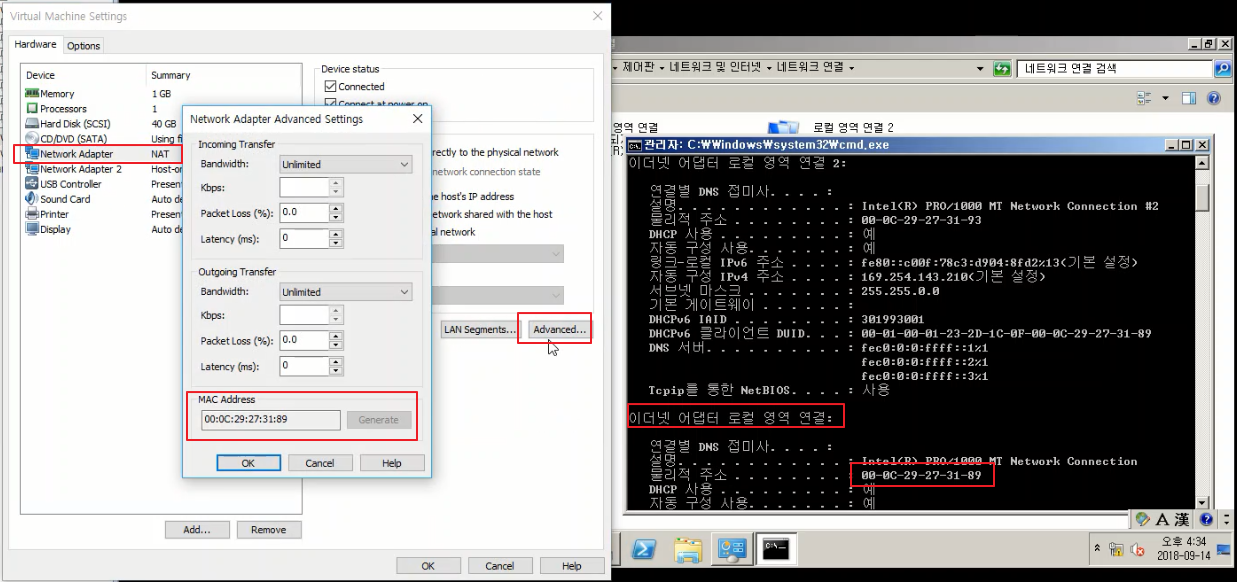 Virtual Machine Settings
Hardware Options
Device Summary
Memory 1 GB
Processors 1
Hard Disk (SCSI) 40 GB
CD/DVD (SATA) Using fi
Network Adapter NAT
Network Adapter 2 Host-o
USB Controller Presen
Sound Card Auto de
Printer Presen
Display Auto de
Add... Remove
Device status
Connected
Connect at power on
rectly to the physical network
network connection state
he host's IP address
etwork shared with the host
al network
LAN Segments... Advanced...
OK Cancel Help
Network Adapter Advanced Settings
Incoming Transfer
Bandwidth: Unlimited
Kbps:
Packet Loss (%): 0.0
Latency (ms): 0
Outgoing Transfer
Bandwidth: Unlimited
Kbps:
Packet Loss (%): 0.0
Latency (ms): 0
MAC Address
00:0C:29:27:31:89 Generate
OK Cancel Help
제어판 네트워크 및 인터넷 네트워크 연결
네트워크 연결 검색
영역 연결 로컬 영역 연결 2
관리자: C:₩Windows₩system32₩cmd.exe
이더넷 어댑터 로컬 영역 연결 2:
연결별 DNS 접미사. . . . :
설명. . . . . . . . . . . . : Intel(R) PRO/1000 MT Network Connection #2
물리적 주소 . . . . . . . . : 00-0C-29-27-31-93
DHCP 사용 . . . . . . . . . : 예
자동 구성 사용. . . . . . . : 예
링크-로컬 IPv6 주소 . . . . : fe80::c00f:78c3:d904:8fd2%13(기본 설정)
자동 구성 IPv4 주소 . . . . : 169.254.143.210(기본 설정)
서브넷 마스크 . . . . . . . : 255.255.0.0
기본 게이트웨이 . . . . . . :
DHCPv6 IAID . . . . . . . . : 301993001
DHCPv6 클라이언트 DUID. . . : 00-01-00-01-23-2D-1C-0F-00-0C-29-27-31-89
DNS 서버. . . . . . . . . . : fec0:0:0:ffff::1%1
fec0:0:0:ffff::2%1
fec0:0:0:ffff::3%1
Tcpip를 통한 NetBIOS. . . . : 사용
이더넷 어댑터 로컬 영역 연결:
연결별 DNS 접미사. . . . :
설명. . . . . . . . . . . . : Intel(R) PRO/1000 MT Network Connection
물리적 주소 . . . . . . . . : 00-0C-29-27-31-89
DHCP 사용 . . . . . . . . . : 예
자동 구성 사용. . . . . . . : 예
A 漢
오후 4:34
2018-09-14